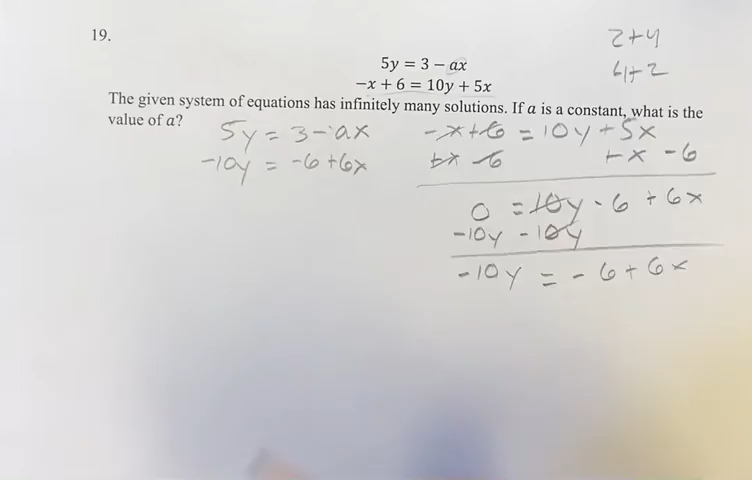 19.
2+4
4+2
5y = 3 − ax
−x + 6 = 10y + 5x
The given system of equations has infinitely many solutions. If a is a constant, what is the
value of a?
5y = 3 - ax
-10y = -6 + 6x
-x + 6 = 10y + 5x
+x -6 +x -6
0 = 10y - 6 + 6x
-10y -10y
-10y = -6 + 6x